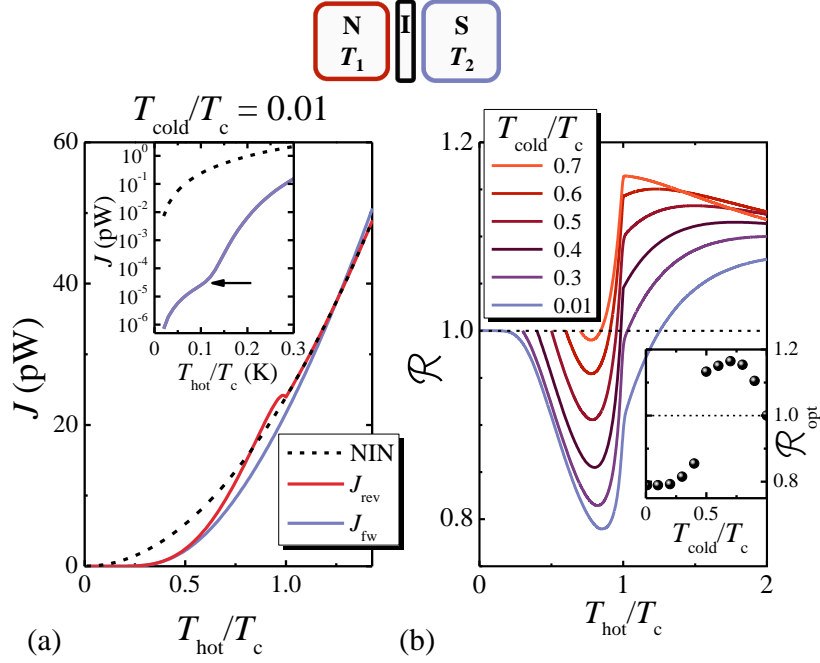 N I S
T1 T2
Tcold/Tc = 0.01
60
40
20
0
J (pW)
0
0.5
1.0
Thot/Tc
(a)
10^0
10^-1
10^-2
10^-3
10^-4
10^-5
10^-6
J (pW)
0
0.1
0.2
0.3
Thot/Tc (K)
NIN
Jrev
Jfw
1.2
1.0
0.8
ℛ
0
1
2
Thot/Tc
(b)
Tcold/Tc
0.7
0.6
0.5
0.4
0.3
0.01
1.2
1.0
0.8
ℛopt
0
0.5
Tcold/Tc